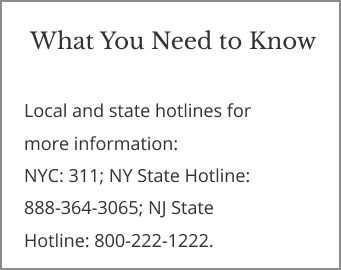 What You Need to Know
Local and state hotlines for
more information:
NYC: 311; NY State Hotline:
888-364-3065; NJ State
Hotline: 800-222-1222.